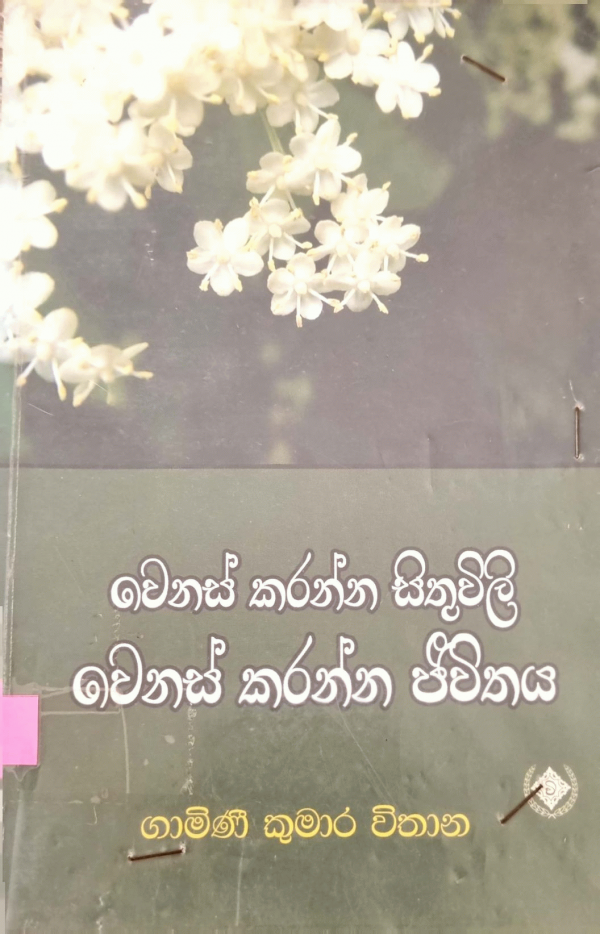 වෙනස් කරන්න සිතුවිලි
වෙනස් කරන්න ජීවිතය
ගාමිණී කුමාර විතාන